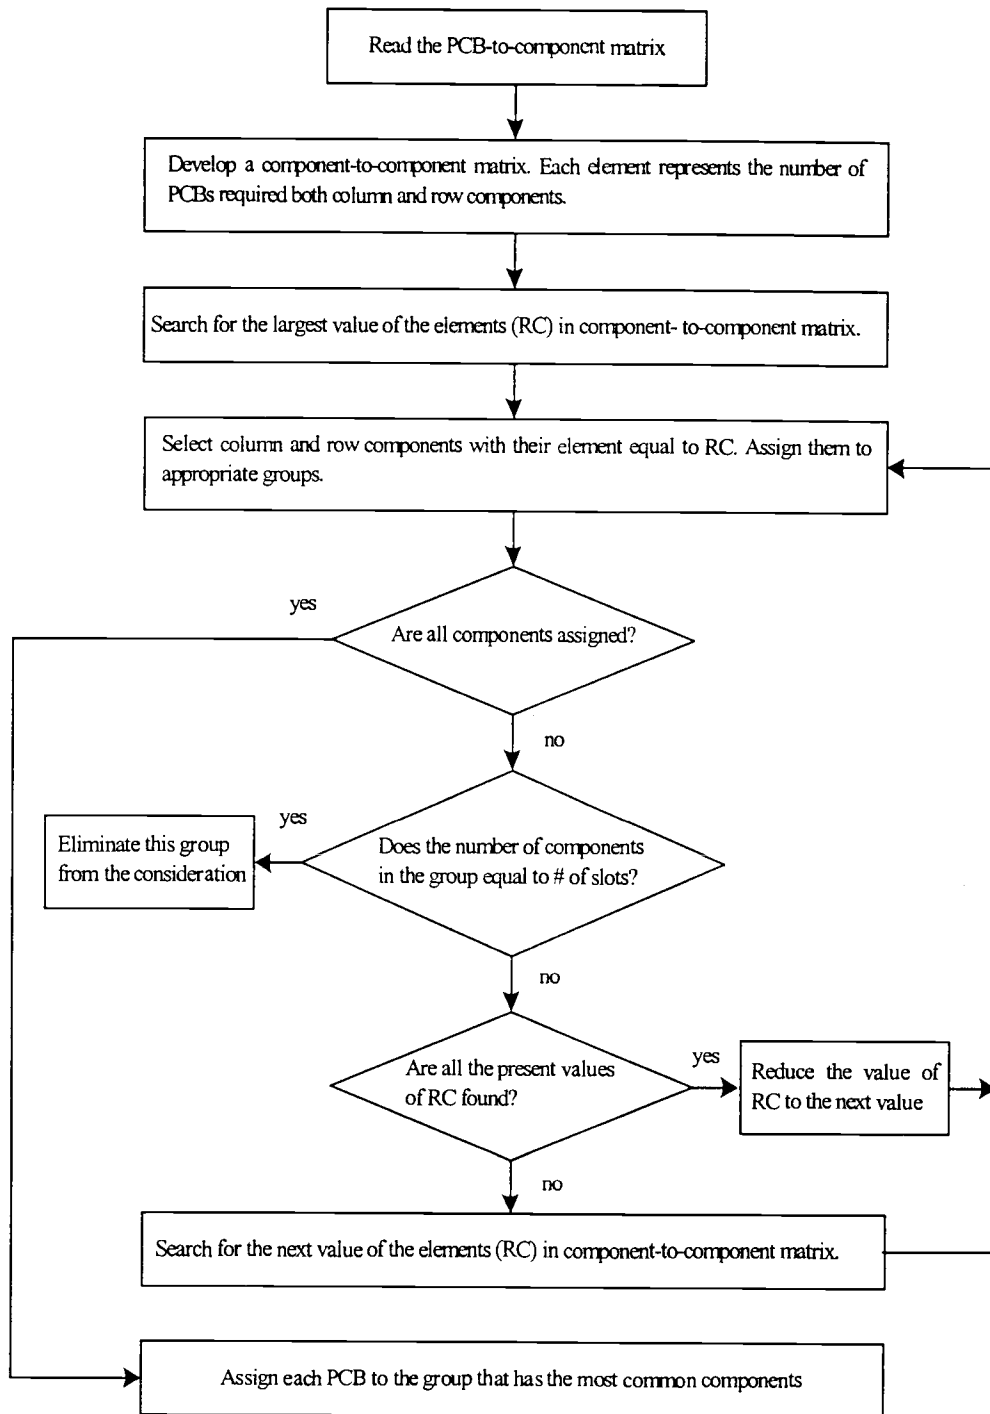 Read the PCB-to-component matrix
Develop a component-to-component matrix. Each element represents the number of
PCBs required both column and row components.
Search for the largest value of the elements (RC) in component- to-component matrix.
Select column and row components with their element equal to RC. Assign them to
appropriate groups.
yes
Are all components assigned?
no
yes
Eliminate this group
from the consideration
Does the number of components
in the group equal to # of slots?
no
Are all the present values
of RC found?
yes
Reduce the value of
RC to the next value
no
Search for the next value of the elements (RC) in component-to-component matrix.
Assign each PCB to the group that has the most common components